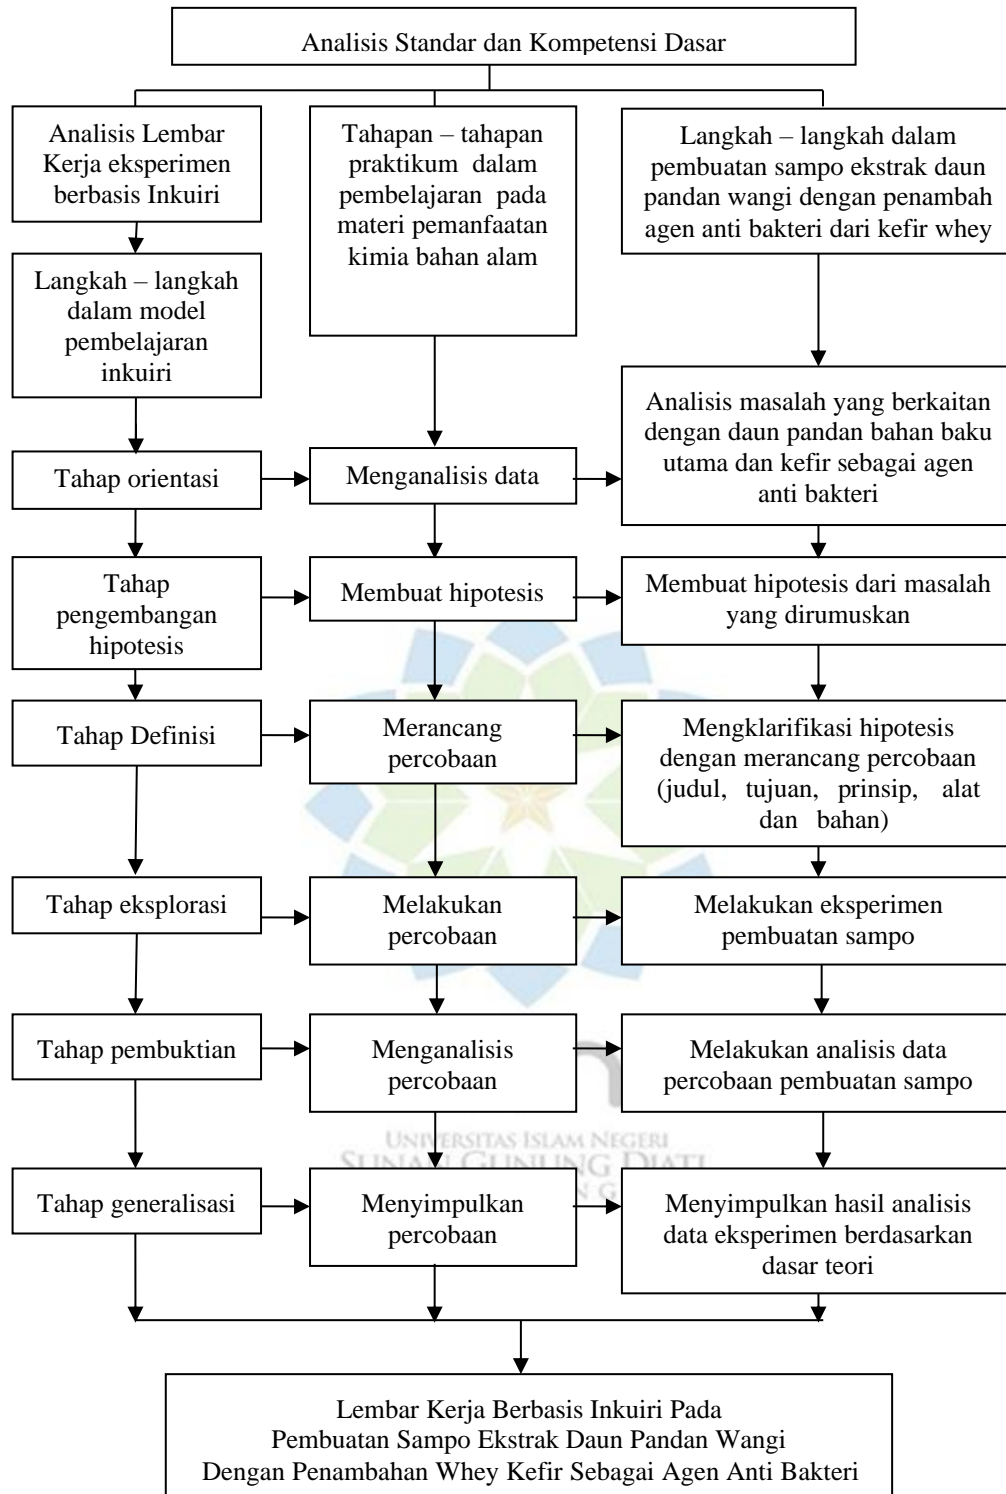 Analisis Standar dan Kompetensi Dasar
Analisis Lembar
Kerja eksperimen
berbasis Inkuiri
Tahapan – tahapan
praktikum dalam
pembelajaran pada
materi pemanfaatan
kimia bahan alam
Langkah – langkah dalam
pembuatan sampo ekstrak daun
pandan wangi dengan penambah
agen anti bakteri dari kefir whey
Langkah – langkah
dalam model
pembelajaran
inkuiri
Tahap orientasi
Menganalisis data
Analisis masalah yang berkaitan
dengan daun pandan bahan baku
utama dan kefir sebagai agen
anti bakteri
Tahap
pengembangan
hipotesis
Membuat hipotesis
Membuat hipotesis dari masalah
yang dirumuskan
Tahap Definisi
Merancang
percobaan
Mengklarifikasi hipotesis
dengan merancang percobaan
(judul, tujuan, prinsip, alat
dan bahan)
Tahap eksplorasi
Melakukan
percobaan
Melakukan eksperimen
pembuatan sampo
Tahap pembuktian
Menganalisis
percobaan
Melakukan analisis data
percobaan pembuatan sampo
UNIVERSITAS ISLAM NEGERI
SUNAN GUNUNG DJATI
Tahap generalisasi
Menyimpulkan
percobaan
Menyimpulkan hasil analisis
data eksperimen berdasarkan
dasar teori
Lembar Kerja Berbasis Inkuiri Pada
Pembuatan Sampo Ekstrak Daun Pandan Wangi
Dengan Penambahan Whey Kefir Sebagai Agen Anti Bakteri